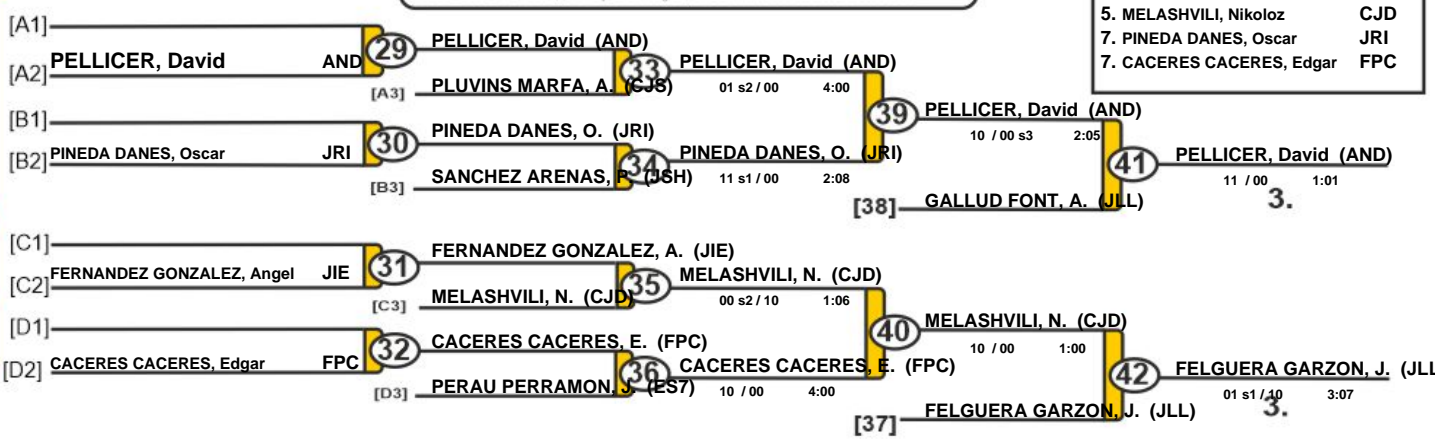 5. MELASHVILI, Nikoloz CJD
7. PINEDA DANES, Oscar JRI
7. CACERES CACERES, Edgar FPC
[A1]
[A2] PELLICER, David AND
29
PELLICER, David (AND)
[A3] PLUVINS MARFA, A. (CJS)
33
PELLICER, David (AND)
01 s2 / 00 4:00
[B1]
[B2] PINEDA DANES, Oscar JRI
30
PINEDA DANES, O. (JRI)
[B3] SANCHEZ ARENAS, P. (JSH)
34
PINEDA DANES, O. (JRI)
11 s1 / 00 2:08
39
PELLICER, David (AND)
10 / 00 s3 2:05
[38] GALLUD FONT, A. (JLL)
41
PELLICER, David (AND)
11 / 00 1:01
3.
[C1]
[C2] FERNANDEZ GONZALEZ, Angel JIE
31
FERNANDEZ GONZALEZ, A. (JIE)
[C3] MELASHVILI, N. (CJD)
35
MELASHVILI, N. (CJD)
00 s2 / 10 1:06
[D1]
[D2] CACERES CACERES, Edgar FPC
32
CACERES CACERES, E. (FPC)
[D3] PERAU PERRAMON, J. (ES7)
36
CACERES CACERES, E. (FPC)
10 / 00 4:00
40
MELASHVILI, N. (CJD)
10 / 00 1:00
[37] FELGUERA GARZON, J. (JLL)
42
FELGUERA GARZON, J. (JLL
01 s1 / 10 3:07
3.